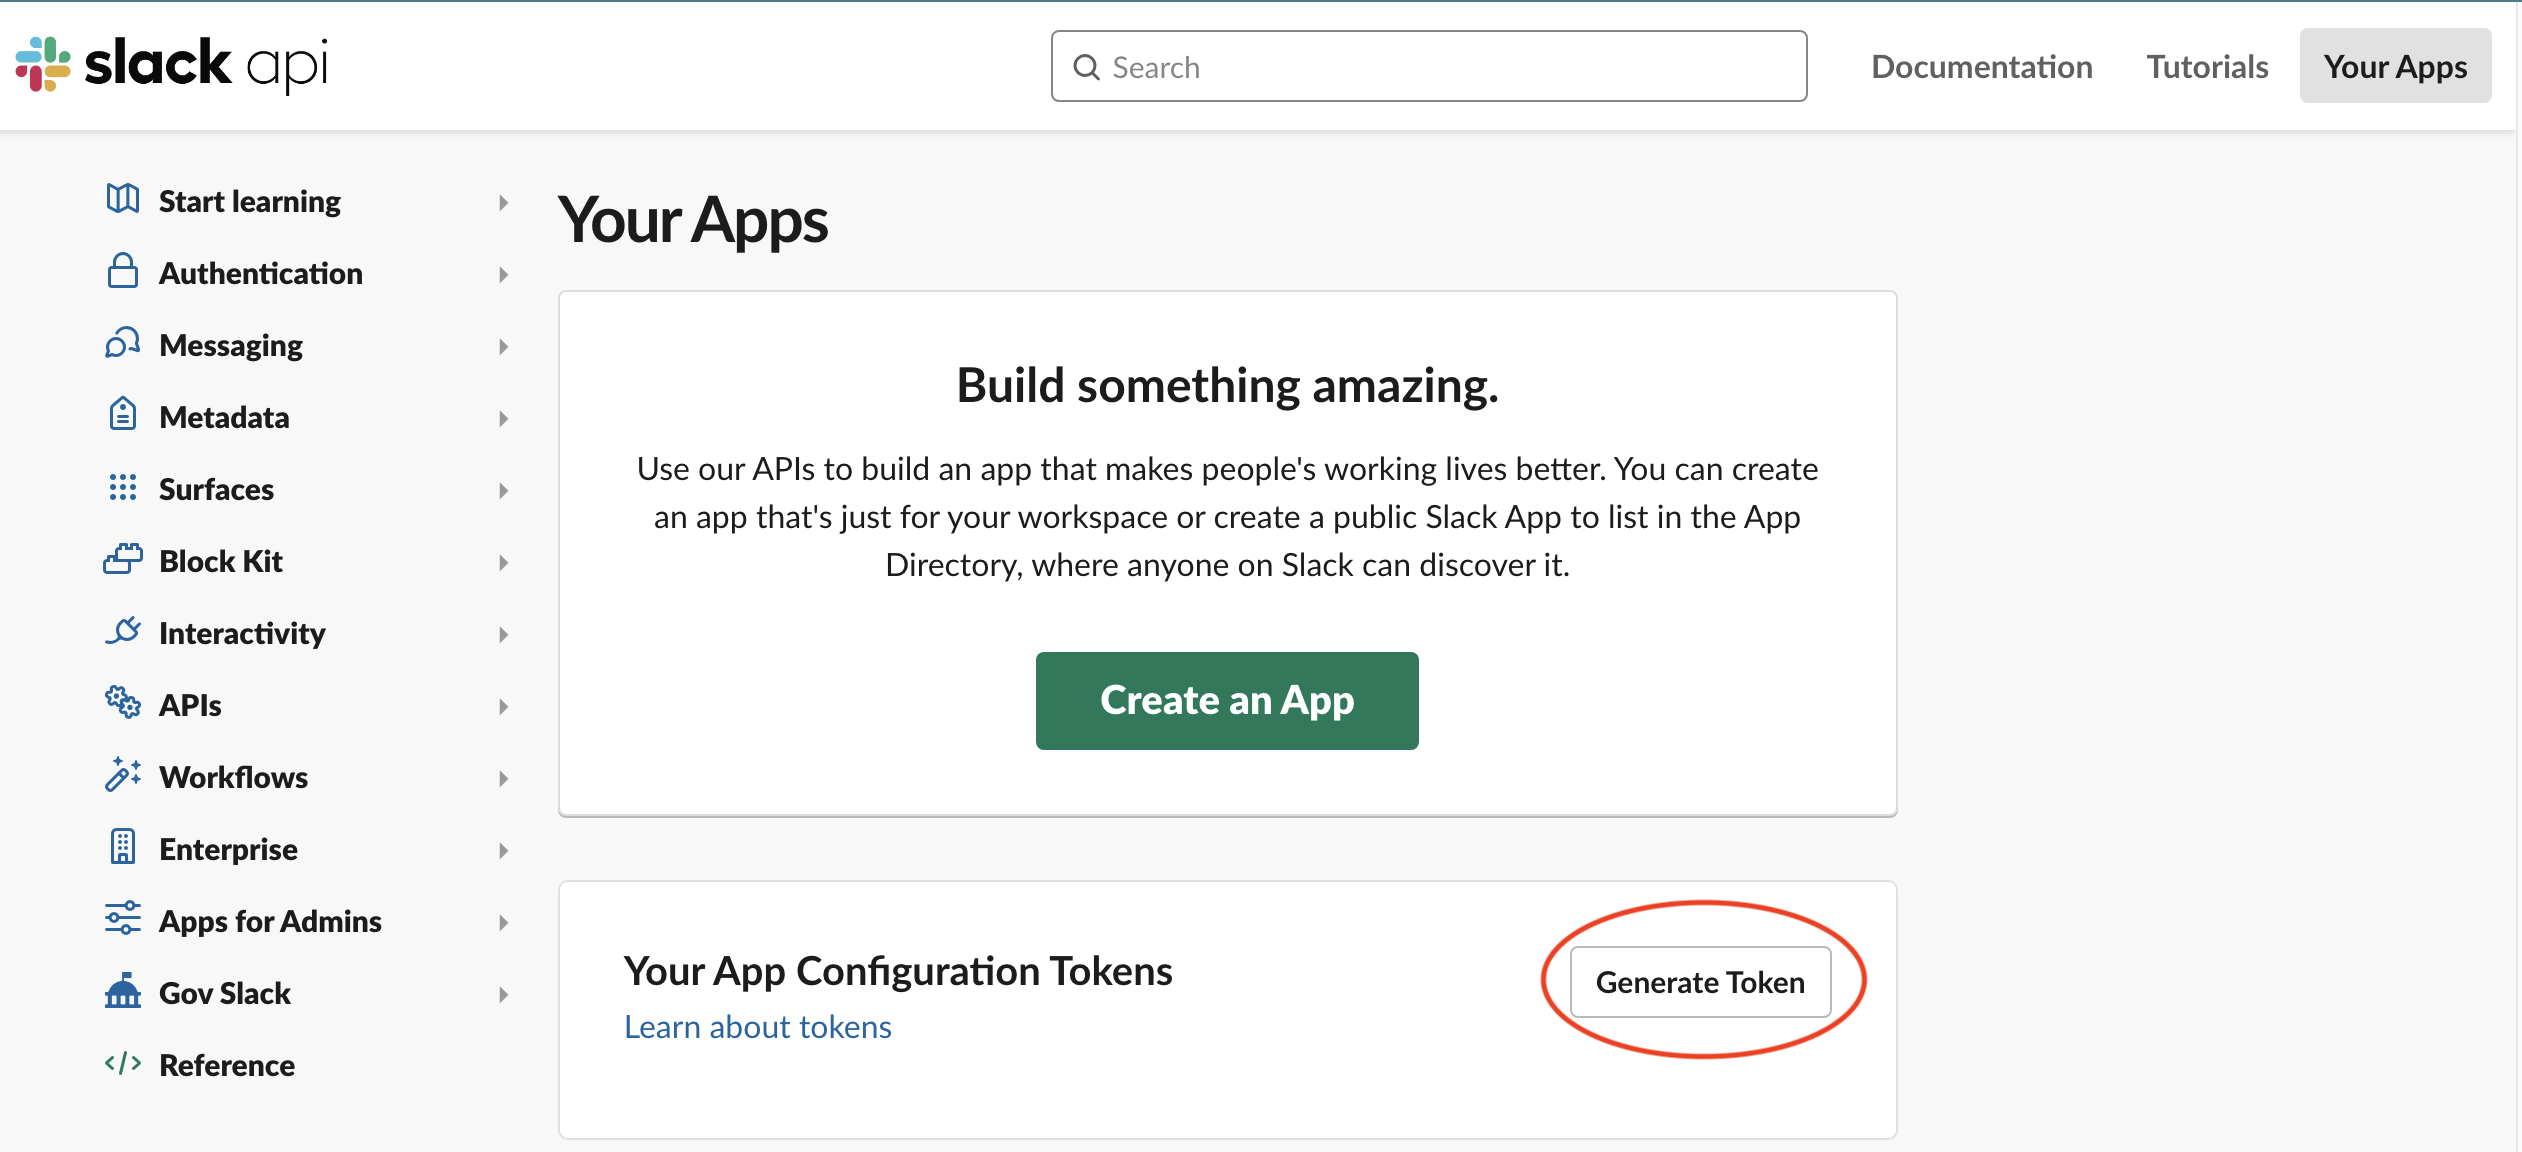 slack api
Search
Documentation
Tutorials
Your Apps
Start learning
Authentication
Messaging
Metadata
Surfaces
Block Kit
Interactivity
APIs
Workflows
Enterprise
Apps for Admins
Gov Slack
Reference
Your Apps
Build something amazing.
Use our APIs to build an app that makes people's working lives better. You can create
an app that's just for your workspace or create a public Slack App to list in the App
Directory, where anyone on Slack can discover it.
Create an App
Your App Configuration Tokens
Learn about tokens
Generate Token